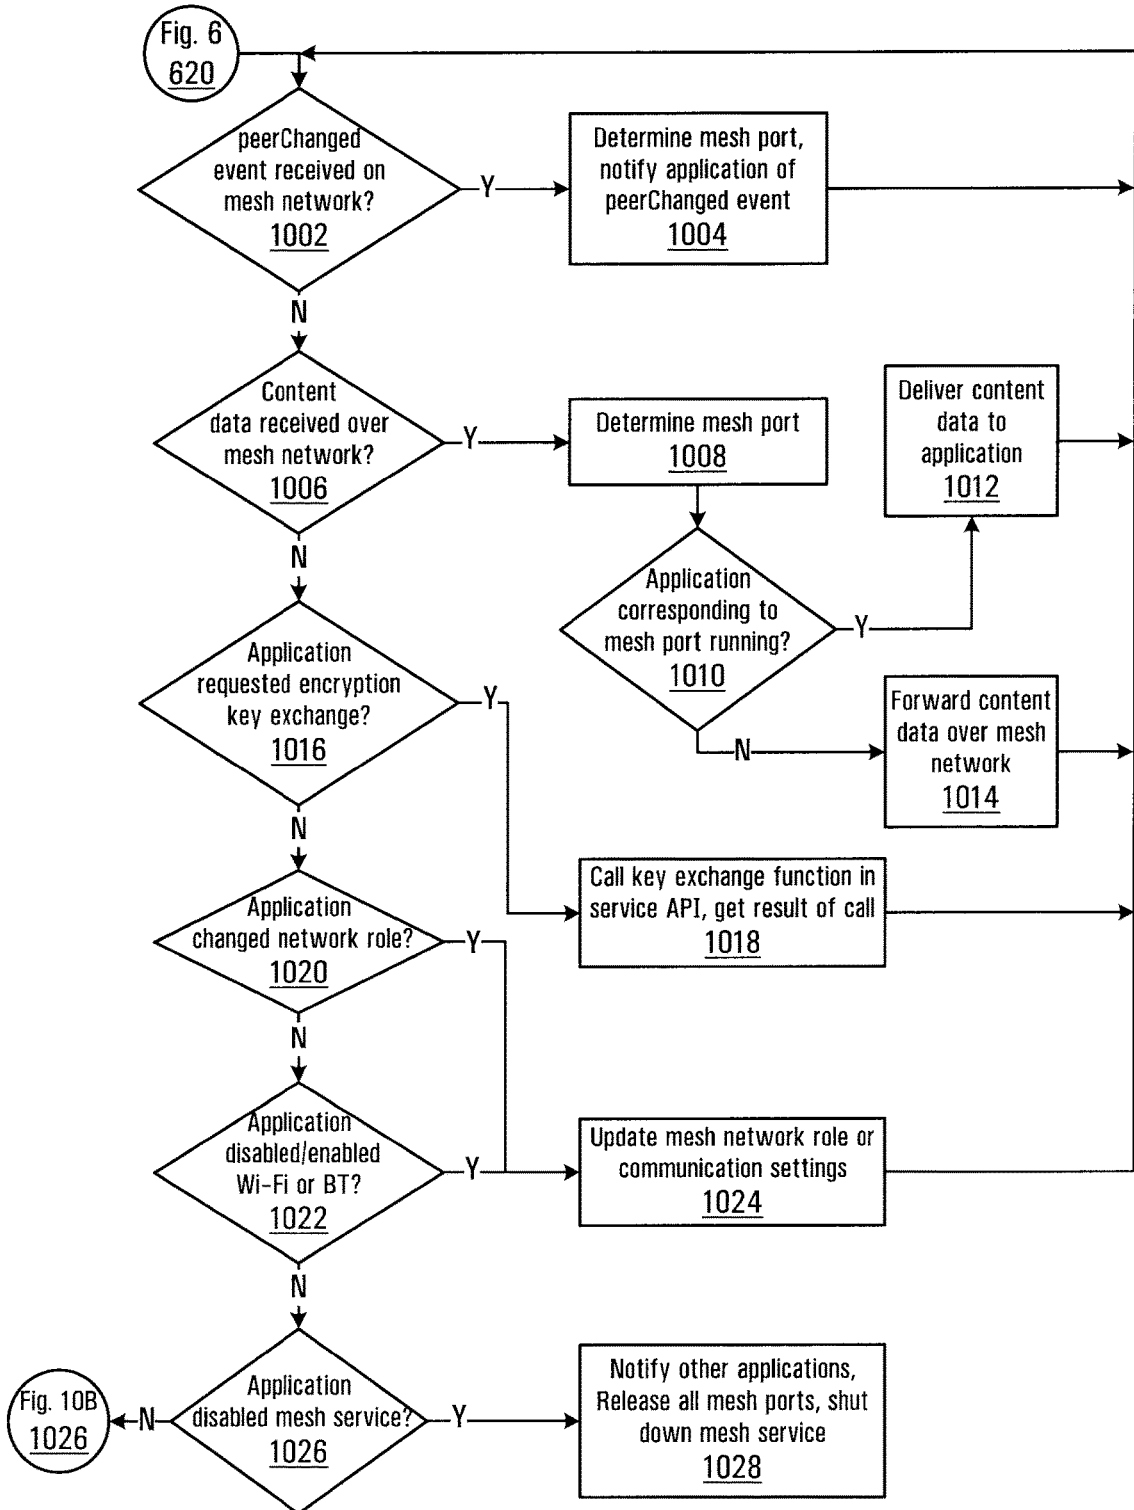 Fig. 6
620
peerChanged
event received on
mesh network?
1002
Y
Determine mesh port,
notify application of
peerChanged event
1004
N
Content
data received over
mesh network?
1006
Y
Determine mesh port
1008
Deliver content
data to
application
1012
N
Application
corresponding to
mesh port running?
1010
Y
Application
requested encryption
key exchange?
1016
Y
N
Forward content
data over mesh
network
1014
N
Call key exchange function in
service API, get result of call
1018
Application
changed network role?
1020
Y
N
Application
disabled/enabled
Wi-Fi or BT?
1022
Y
Update mesh network role or
communication settings
1024
N
Fig. 10B
1026
N
Application
disabled mesh service?
1026
Y
Notify other applications,
Release all mesh ports, shut
down mesh service
1028